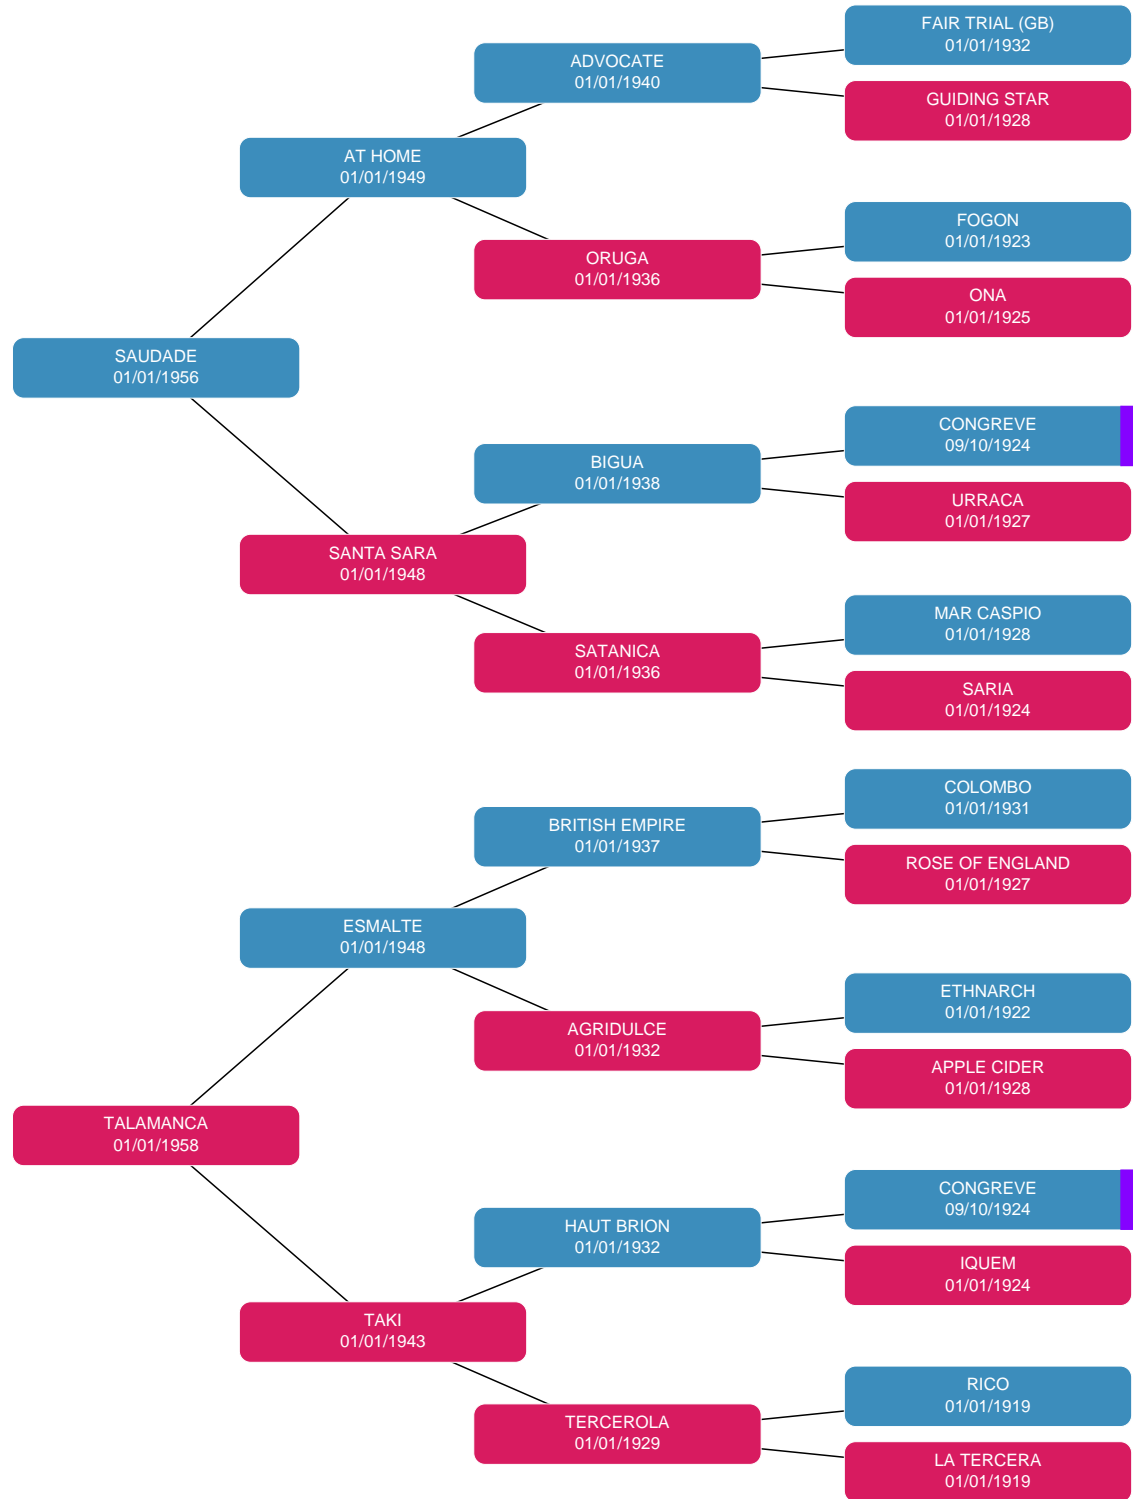 FAIR TRIAL (GB)
01/01/1932
ADVOCATE
01/01/1940
GUIDING STAR
01/01/1928
AT HOME
01/01/1949
FOGON
01/01/1923
ORUGA
01/01/1936
ONA
01/01/1925
SAUDADE
01/01/1956
CONGREVE
09/10/1924
BIGUA
01/01/1938
URRACA
01/01/1927
SANTA SARA
01/01/1948
MAR CASPIO
01/01/1928
SATANICA
01/01/1936
SARIA
01/01/1924
COLOMBO
01/01/1931
BRITISH EMPIRE
01/01/1937
ROSE OF ENGLAND
01/01/1927
ESMALTE
01/01/1948
ETHNARCH
01/01/1922
AGRIDULCE
01/01/1932
APPLE CIDER
01/01/1928
TALAMANCA
01/01/1958
CONGREVE
09/10/1924
HAUT BRION
01/01/1932
IQUEM
01/01/1924
TAKI
01/01/1943
RICO
01/01/1919
TERCEROLA
01/01/1929
LA TERCERA
01/01/1919